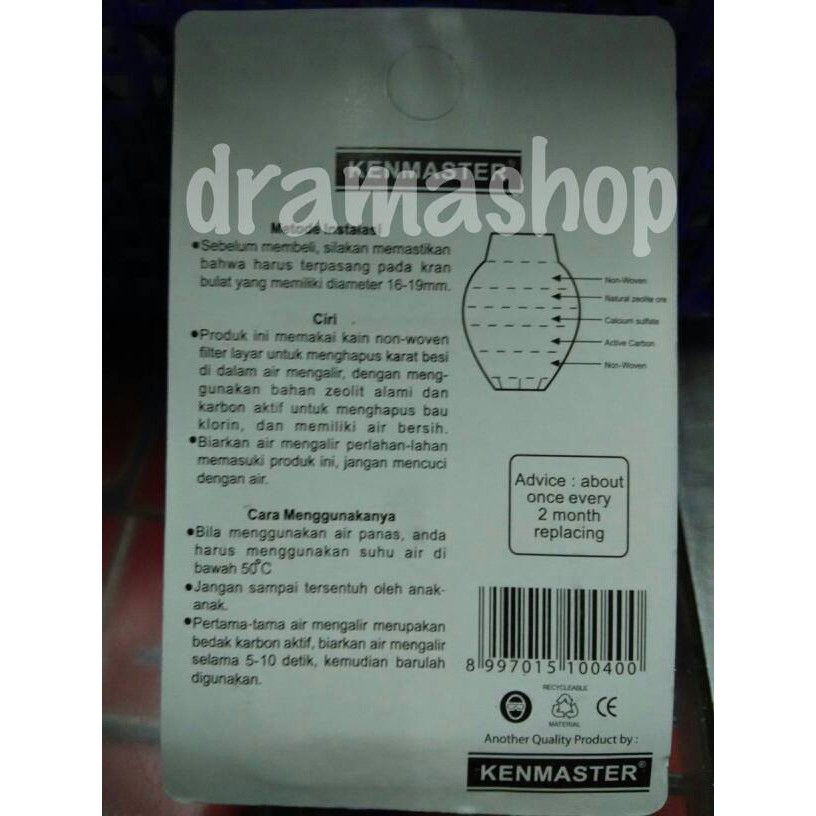 KENMASTER®
dramashop
Metode Instalasi
•Sebelum membeli, silakan memastikan
bahwa harus terpasang pada kran
bulat yang memiliki diameter 16-19mm.
Ciri
•Produk ini memakai kain non-woven
filter layar untuk menghapus karat besi
di dalam air mengalir, dengan meng-
gunakan bahan zeolit alami dan
karbon aktif untuk menghapus bau
klorin, dan memiliki air bersih.
•Biarkan air mengalir perlahan-lahan
memasuki produk ini, jangan mencuci
dengan air.
Cara Menggunakanya
•Bila menggunakan air panas, anda
harus menggunakan suhu air di
bawah 50°C
•Jangan sampai tersentuh oleh anak-
anak.
•Pertama-tama air mengalir merupakan
bedak karbon aktif, biarkan air mengalir
selama 5-10 detik, kemudian barulah
digunakan.
Non-Woven
Natural zeolite ore
Calcium sulfate
Active Carbon
Non-Woven
Advice : about
once every
2 month
replacing
8 997015 100400
RECYCLEABLE
MATERIAL
CE
Another Quality Product by :
KENMASTER®